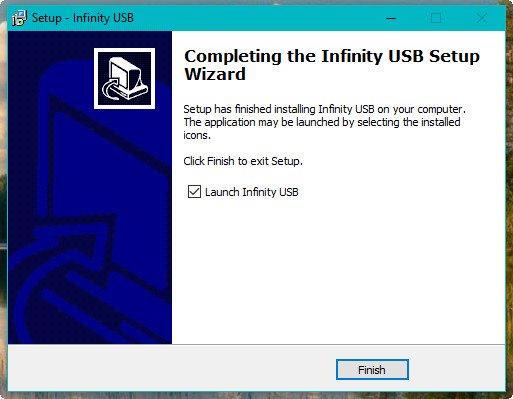 Setup - Infinity USB
Completing the Infinity USB Setup
Wizard
Setup has finished installing Infinity USB on your computer.
The application may be launched by selecting the installed
icons.
Click Finish to exit Setup.
Launch Infinity USB
Finish